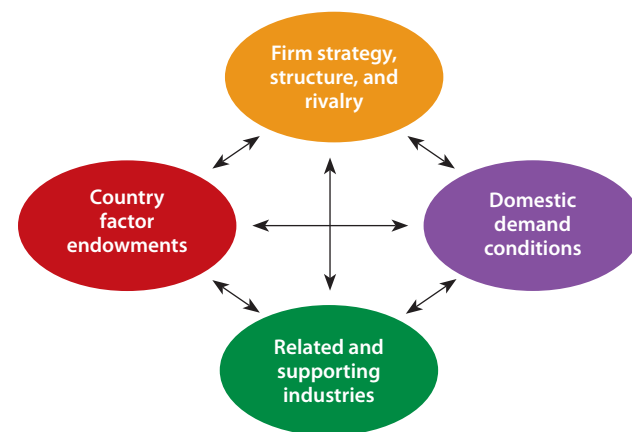 Firm strategy,
structure, and
rivalry
Country
factor
endowments
Domestic
demand
conditions
Related and
supporting
industries